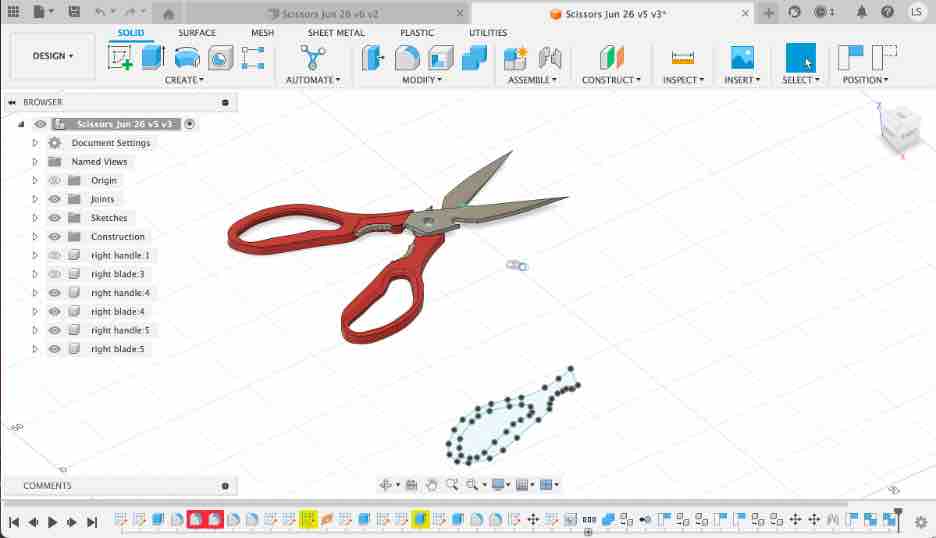 Scissors Jun 26 v6 v2
Scissors Jun 26 v5 v3*
1
LS
DESIGN
SOLID SURFACE MESH SHEET METAL PLASTIC UTILITIES
CREATE AUTOMATE MODIFY ASSEMBLE CONSTRUCT INSPECT INSERT SELECT POSITION
BROWSER
Scissors Jun 26 v5 v3
Document Settings
Named Views
Origin
Joints
Sketches
Construction
right handle:1
right blade:3
right handle:4
right blade:4
right handle:5
right blade:5
Z
X
COMMENTS